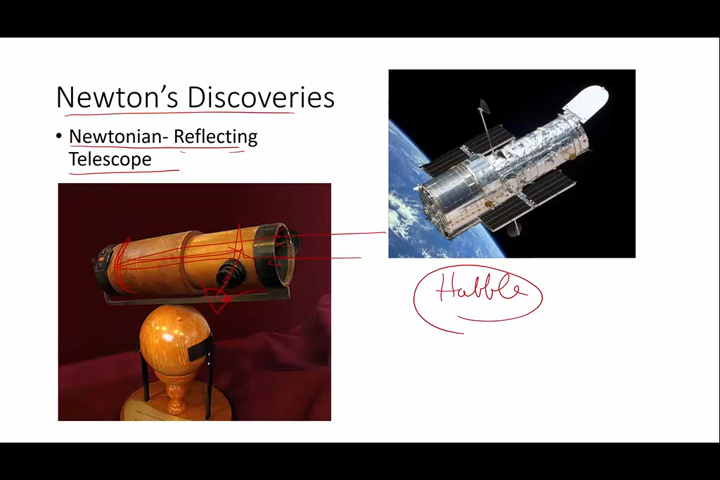 Newton's Discoveries
• Newtonian- Reflecting
Telescope
Hubble